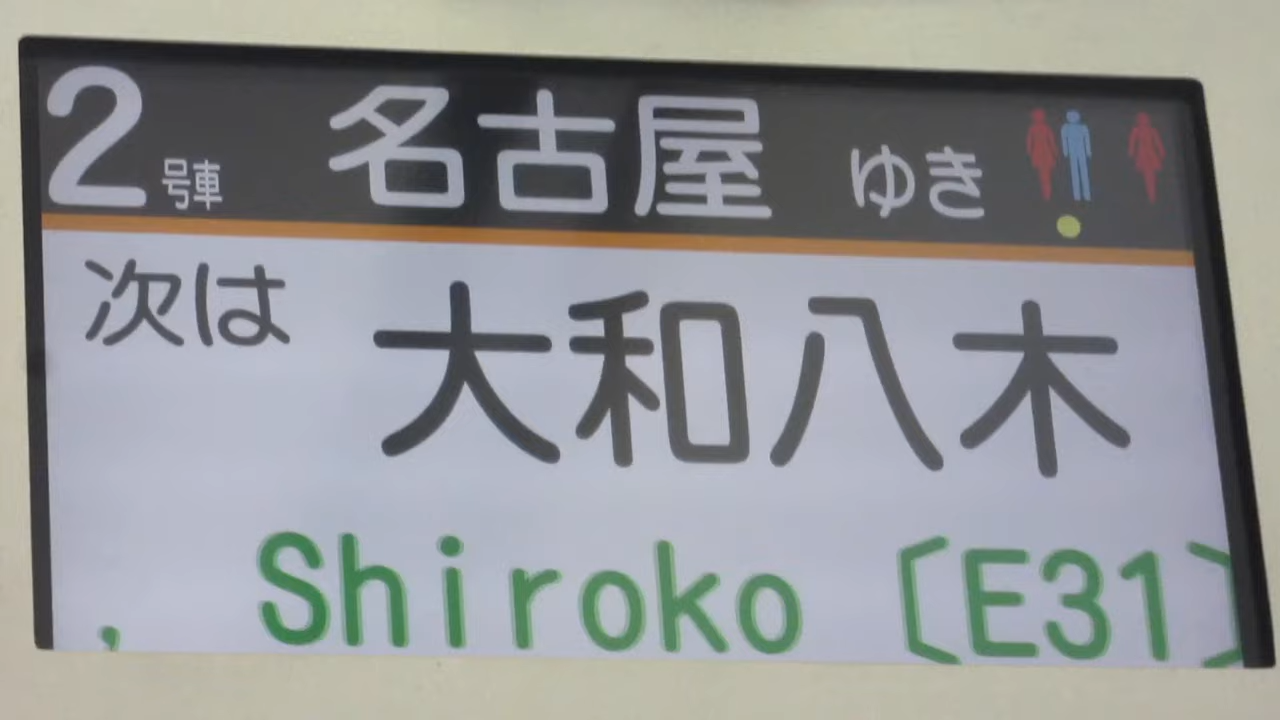 2号車 名古屋 ゆき
次は 大和八木
, Shiroko 〔E31〕